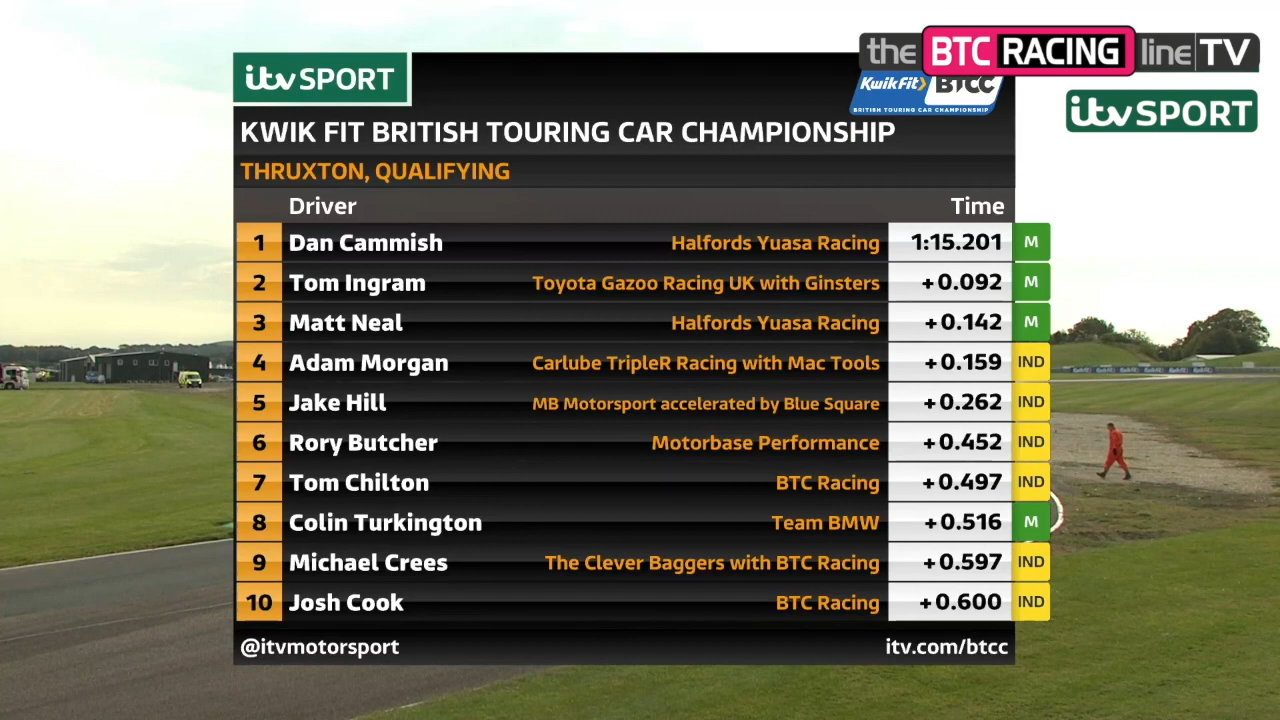 the BTC RACING line TV
itv SPORT
KwikFit BTCC
BRITISH TOURING CAR CHAMPIONSHIP
itv SPORT
KWIK FIT BRITISH TOURING CAR CHAMPIONSHIP
THRUXTON, QUALIFYING
Driver Time
1 Dan Cammish Halfords Yuasa Racing 1:15.201 M
2 Tom Ingram Toyota Gazoo Racing UK with Ginsters +0.092 M
3 Matt Neal Halfords Yuasa Racing +0.142 M
4 Adam Morgan Carlube TripleR Racing with Mac Tools +0.159 IND
5 Jake Hill MB Motorsport accelerated by Blue Square +0.262 IND
6 Rory Butcher Motorbase Performance +0.452 IND
7 Tom Chilton BTC Racing +0.497 IND
8 Colin Turkington Team BMW +0.516 M
9 Michael Crees The Clever Baggers with BTC Racing +0.597 IND
10 Josh Cook BTC Racing +0.600 IND
@itvmotorsport itv.com/btcc